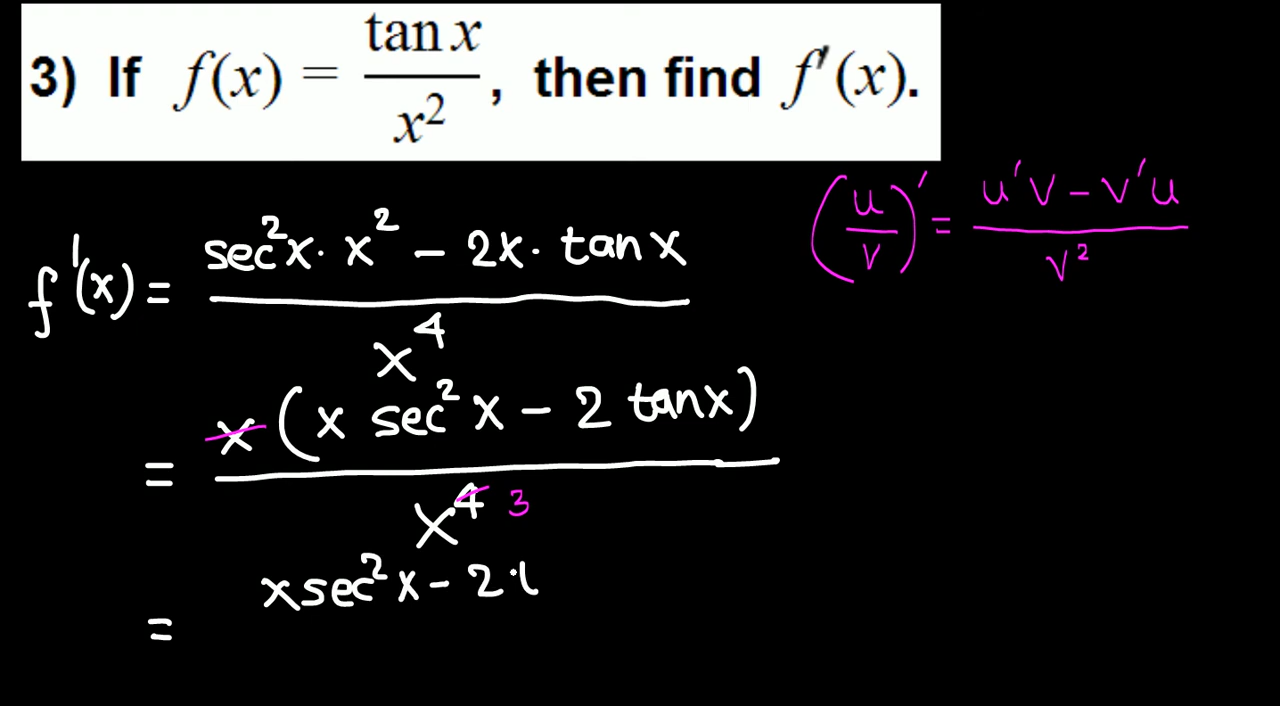 3) If f(x) = tan x / x², then find f'(x).
(u/v)' = (u'v - v'u) / v²
f'(x) = (sec²x · x² - 2x · tan x) / x⁴
= x (x sec²x - 2 tanx) / x⁴ 3
= xsec²x - 2